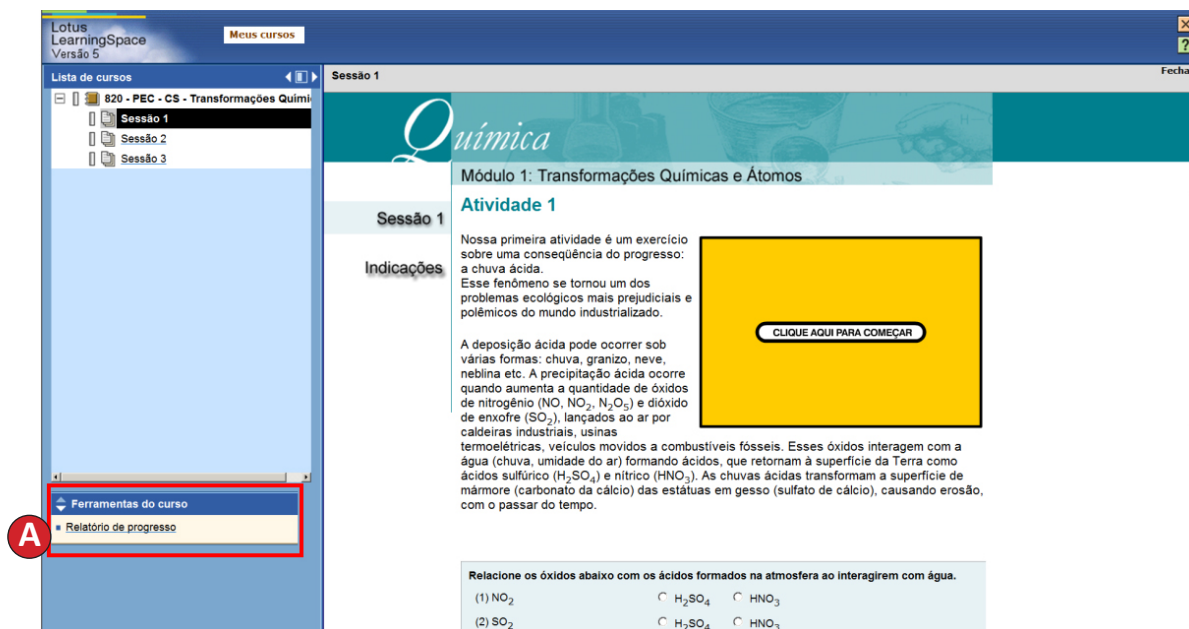 Lotus
LearningSpace
Versão 5
Meus cursos
?
Lista de cursos
820 - PEC - CS - Transformações Quími
Sessão 1
Sessão 2
Sessão 3
Ferramentas do curso
Relatório de progresso
A
Sessão 1
Fecha
Química
Módulo 1: Transformações Químicas e Átomos
Sessão 1
Indicações
Atividade 1
Nossa primeira atividade é um exercício
sobre uma conseqüência do progresso:
a chuva ácida.
Esse fenômeno se tornou um dos
problemas ecológicos mais prejudiciais e
polêmicos do mundo industrializado.
CLIQUE AQUI PARA COMEÇAR
A deposição ácida pode ocorrer sob
várias formas: chuva, granizo, neve,
neblina etc. A precipitação ácida ocorre
quando aumenta a quantidade de óxidos
de nitrogênio (NO, NO₂, N₂O₅) e dióxido
de enxofre (SO₂), lançados ao ar por
caldeiras industriais, usinas
termoelétricas, veículos movidos a combustíveis fósseis. Esses óxidos interagem com a
água (chuva, umidade do ar) formando ácidos, que retornam à superfície da Terra como
ácidos sulfúrico (H₂SO₄) e nítrico (HNO₃). As chuvas ácidas transformam a superfície de
mármore (carbonato da cálcio) das estátuas em gesso (sulfato de cálcio), causando erosão,
com o passar do tempo.
Relacione os óxidos abaixo com os ácidos formados na atmosfera ao interagirem com água.
(1) NO₂ H₂SO₄ HNO₃
(2) SO₂ H₂SO₄ HNO₃